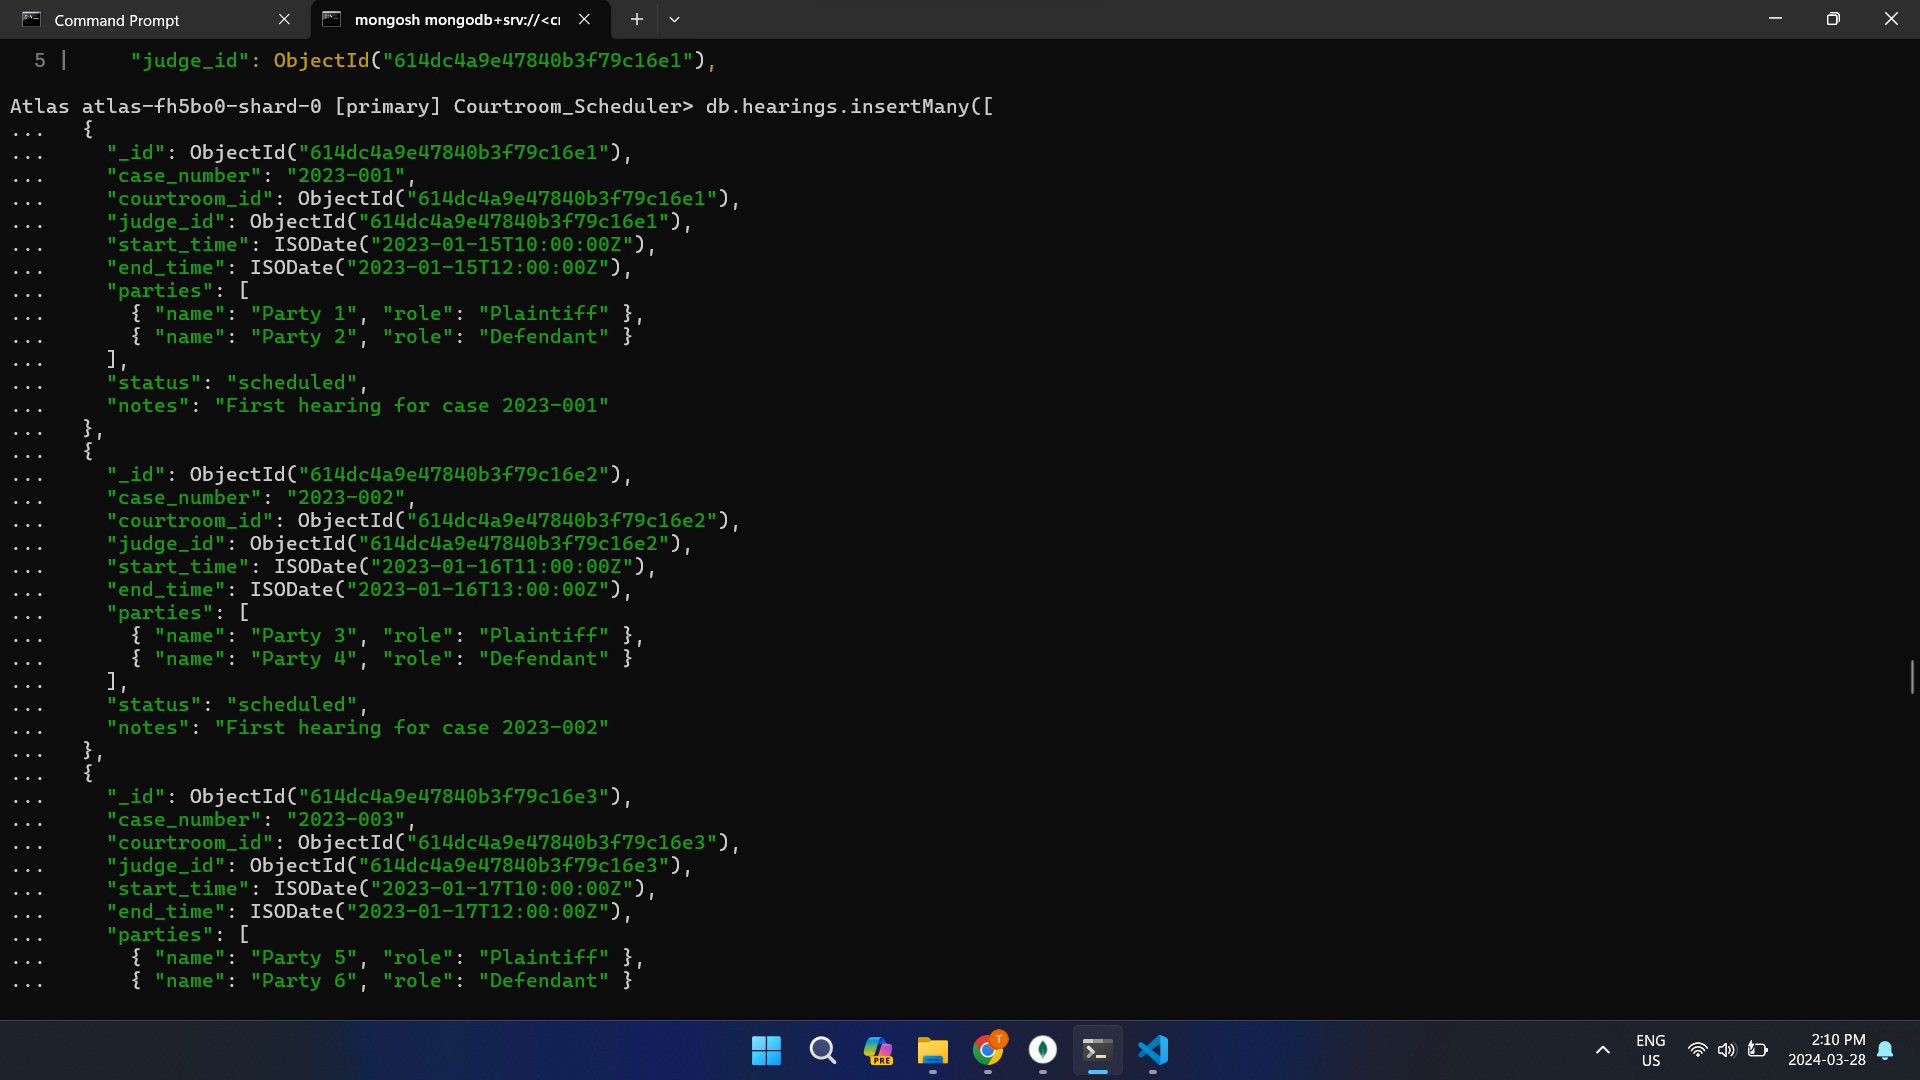 Command Prompt
mongosh mongodb+srv://<cr
5 | "judge_id": ObjectId("614dc4a9e47840b3f79c16e1"),
Atlas atlas-fh5bo0-shard-0 [primary] Courtroom_Scheduler> db.hearings.insertMany([
... {
... "_id": ObjectId("614dc4a9e47840b3f79c16e1"),
... "case_number": "2023-001",
... "courtroom_id": ObjectId("614dc4a9e47840b3f79c16e1"),
... "judge_id": ObjectId("614dc4a9e47840b3f79c16e1"),
... "start_time": ISODate("2023-01-15T10:00:00Z"),
... "end_time": ISODate("2023-01-15T12:00:00Z"),
... "parties": [
... { "name": "Party 1", "role": "Plaintiff" },
... { "name": "Party 2", "role": "Defendant" }
... ],
... "status": "scheduled",
... "notes": "First hearing for case 2023-001"
... },
... {
... "_id": ObjectId("614dc4a9e47840b3f79c16e2"),
... "case_number": "2023-002",
... "courtroom_id": ObjectId("614dc4a9e47840b3f79c16e2"),
... "judge_id": ObjectId("614dc4a9e47840b3f79c16e2"),
... "start_time": ISODate("2023-01-16T11:00:00Z"),
... "end_time": ISODate("2023-01-16T13:00:00Z"),
... "parties": [
... { "name": "Party 3", "role": "Plaintiff" },
... { "name": "Party 4", "role": "Defendant" }
... ],
... "status": "scheduled",
... "notes": "First hearing for case 2023-002"
... },
... {
... "_id": ObjectId("614dc4a9e47840b3f79c16e3"),
... "case_number": "2023-003",
... "courtroom_id": ObjectId("614dc4a9e47840b3f79c16e3"),
... "judge_id": ObjectId("614dc4a9e47840b3f79c16e3"),
... "start_time": ISODate("2023-01-17T10:00:00Z"),
... "end_time": ISODate("2023-01-17T12:00:00Z"),
... "parties": [
... { "name": "Party 5", "role": "Plaintiff" },
... { "name": "Party 6", "role": "Defendant" }
PRE
T
ENG
US
2:10 PM
2024-03-28